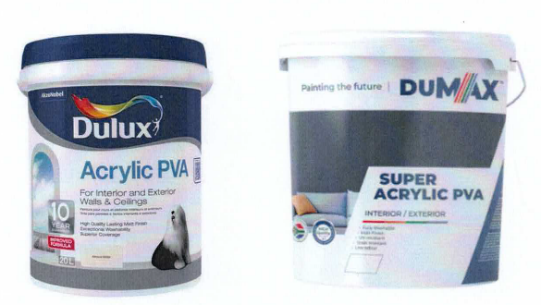 AkzoNobel
Dulux
Acrylic PVA
For Interior and Exterior
Walls & Ceilings
10
YEAR
IMPROVED
FORMULA
High Quality Lasting Matt Finish
Exceptional Washability
Superior Coverage
Painting the future
DUMAX
SUPER
ACRYLIC PVA
INTERIOR / EXTERIOR